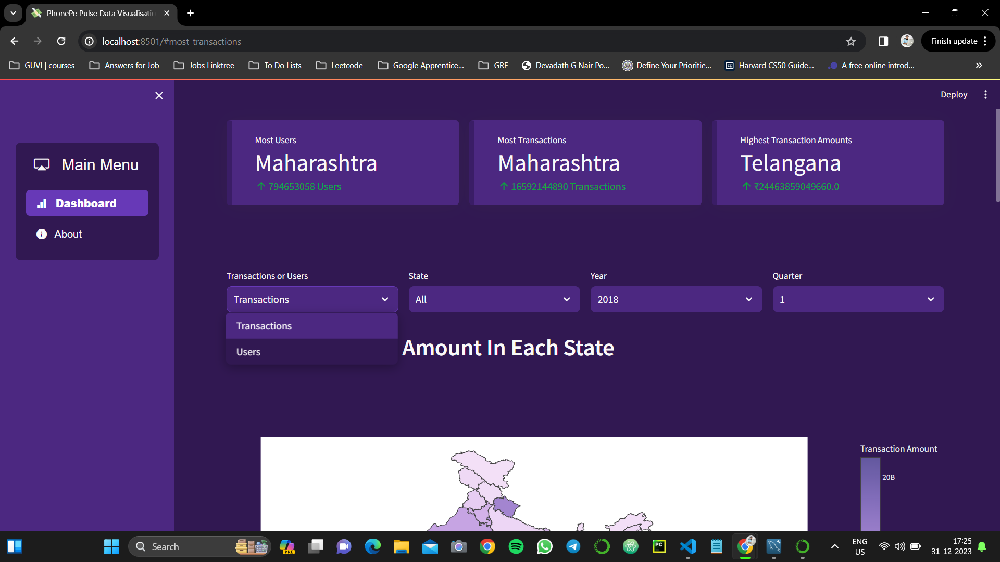 PhonePe Pulse Data Visualisatio
localhost:8501/#most-transactions
Finish update
GUVI | courses
Answers for Job
Jobs Linktree
To Do Lists
Leetcode
Google Apprentice...
GRE
Devadath G Nair Po...
Define Your Prioritie...
CC
Harvard CS50 Guide...
A free online introd...
Deploy
Main Menu
Dashboard
About
Most Users
Maharashtra
794653058 Users
Most Transactions
Maharashtra
16592144890 Transactions
Highest Transaction Amounts
Telangana
₹24463859049660.0
Transactions or Users
State
Year
Quarter
Transactions
All
2018
1
Transactions
Users
Amount In Each State
Transaction Amount
20B
Search
PRE
PC
ENG
US
17:25
31-12-2023